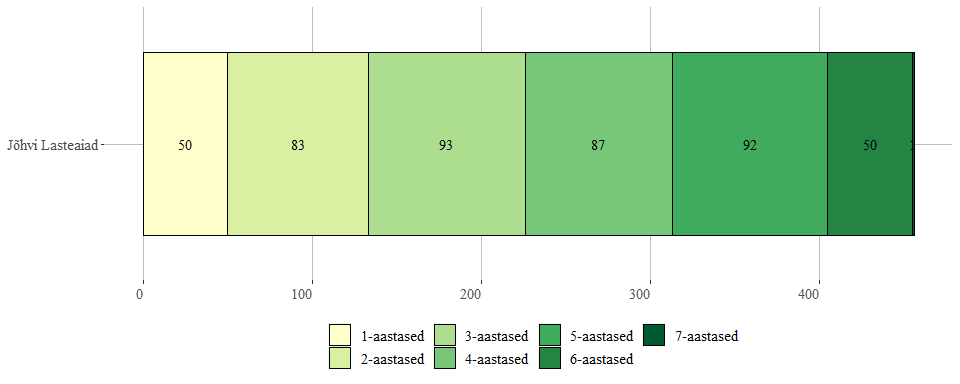 Jõhvi Lasteaiad
50 83 93 87 92 50
0 100 200 300 400
1-aastased 3-aastased 5-aastased 7-aastased
2-aastased 4-aastased 6-aastased